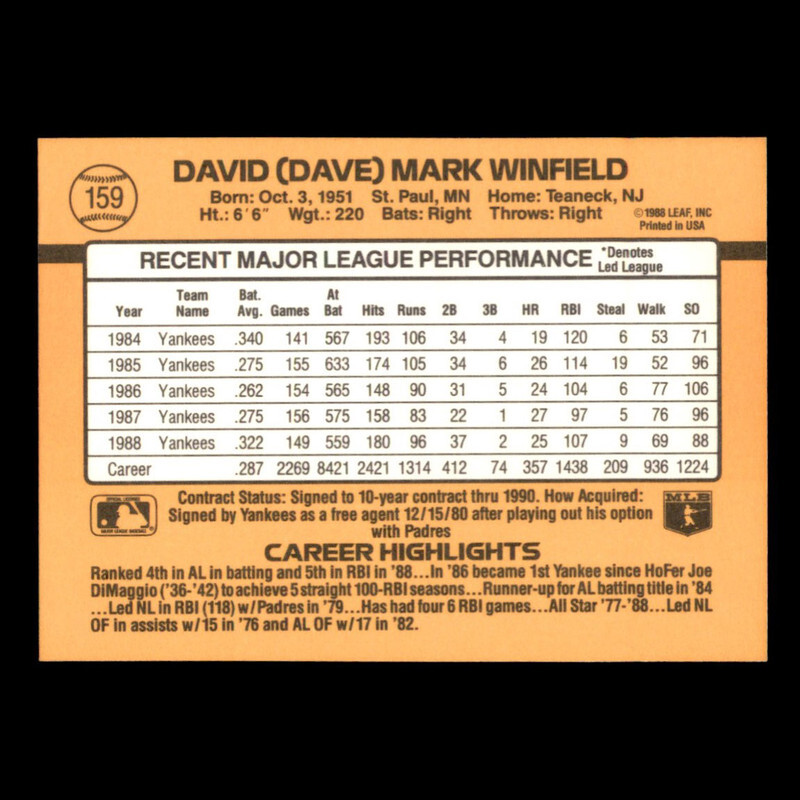 159
DAVID (DAVE) MARK WINFIELD
Born: Oct. 3, 1951 St. Paul, MN Home: Teaneck, NJ
Ht.: 6'6" Wgt.: 220 Bats: Right Throws: Right
©1988 LEAF, INC
Printed in USA
RECENT MAJOR LEAGUE PERFORMANCE *Denotes
Led League
Year Team Name Bat. Avg. Games At Bat Hits Runs 2B 3B HR RBI Steal Walk SO
1984 Yankees .340 141 567 193 106 34 4 19 120 6 53 71
1985 Yankees .275 155 633 174 105 34 6 26 114 19 52 96
1986 Yankees .262 154 565 148 90 31 5 24 104 6 77 106
1987 Yankees .275 156 575 158 83 22 1 27 97 5 76 96
1988 Yankees .322 149 559 180 96 37 2 25 107 9 69 88
Career .287 2269 8421 2421 1314 412 74 357 1438 209 936 1224
Contract Status: Signed to 10-year contract thru 1990. How Acquired:
Signed by Yankees as a free agent 12/15/80 after playing out his option
with Padres
MLB
CAREER HIGHLIGHTS
Ranked 4th in AL in batting and 5th in RBI in '88...In '86 became 1st Yankee since HoFer Joe
DiMaggio ('36-'42) to achieve 5 straight 100-RBI seasons...Runner-up for AL batting title in '84
...Led NL in RBI (118) w/Padres in '79...Has had four 6 RBI games...All Star '77-'88...Led NL
OF in assists w/15 in '76 and AL OF w/17 in '82.